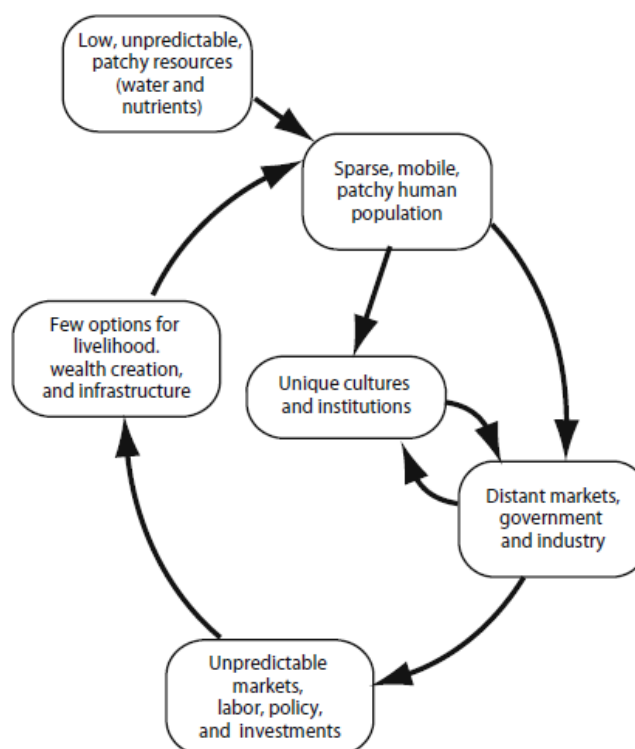 Low, unpredictable,
patchy resources
(water and
nutrients)
Sparse, mobile,
patchy human
population
Few options for
livelihood.
wealth creation,
and infrastructure
Unique cultures
and institutions
Distant markets,
government
and industry
Unpredictable
markets,
labor, policy,
and investments